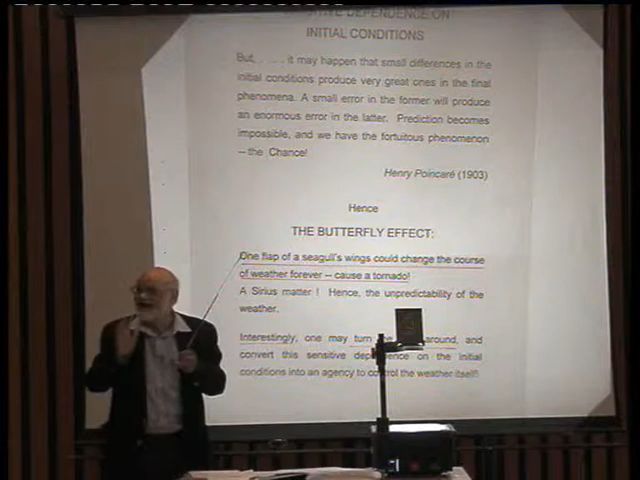 DEPENDENCE ON
INITIAL CONDITIONS
But, . . . . it may happen that small differences in the
initial conditions produce very great ones in the final
phenomena. A small error in the former will produce
an enormous error in the latter. Prediction becomes
impossible, and we have the fortuitous phenomenon
– the Chance!
Henry Poincaré (1903)
Hence
THE BUTTERFLY EFFECT:
One flap of a seagull's wings could change the course
of weather forever – cause a tornado!
A Sirius matter ! Hence, the unpredictability of the
weather.
Interestingly, one may turn around, and
convert this sensitive on the initial
conditions into an agency to the weather itself!